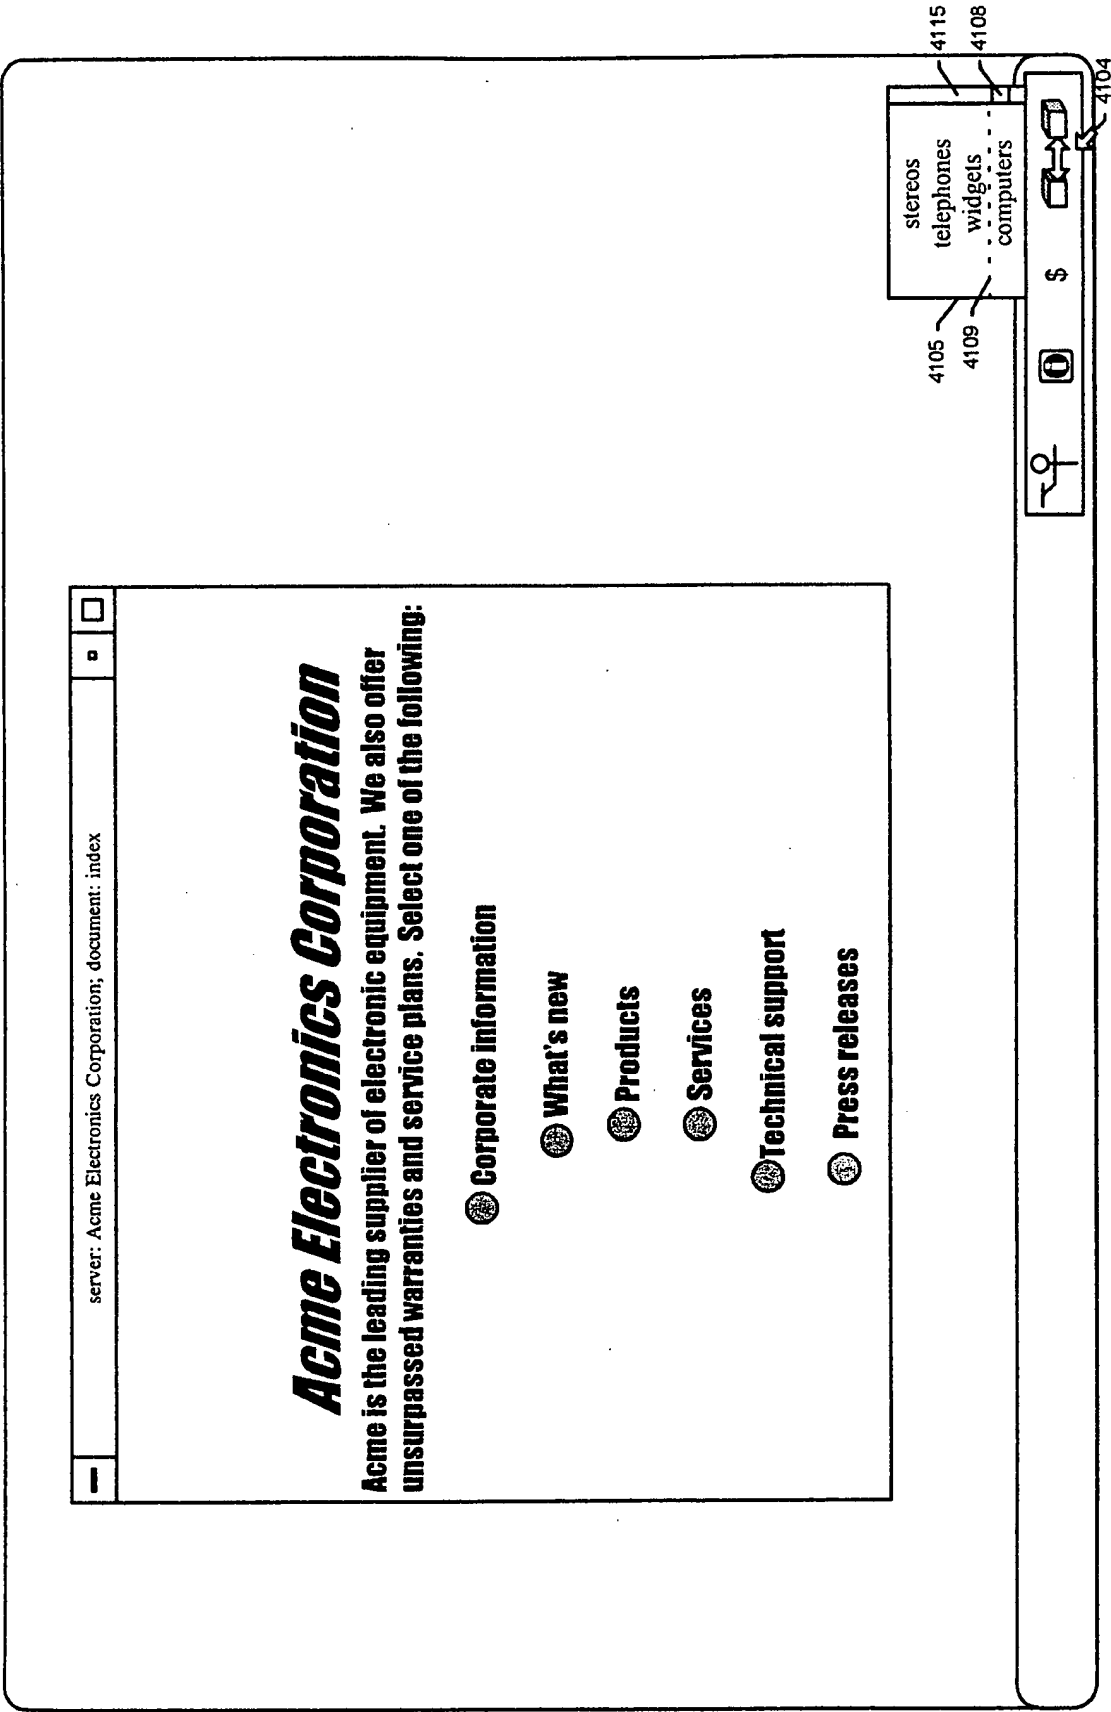 server: Acme Electronics Corporation; document: index
Acme Electronics Corporation
Acme is the leading supplier of electronic equipment. We also offer
unsurpassed warranties and service plans. Select one of the following:
Corporate information
What's new
Products
Services
Technical support
Press releases
stereos
telephones
widgets
computers
4105
4109
4115
4108
$
4104